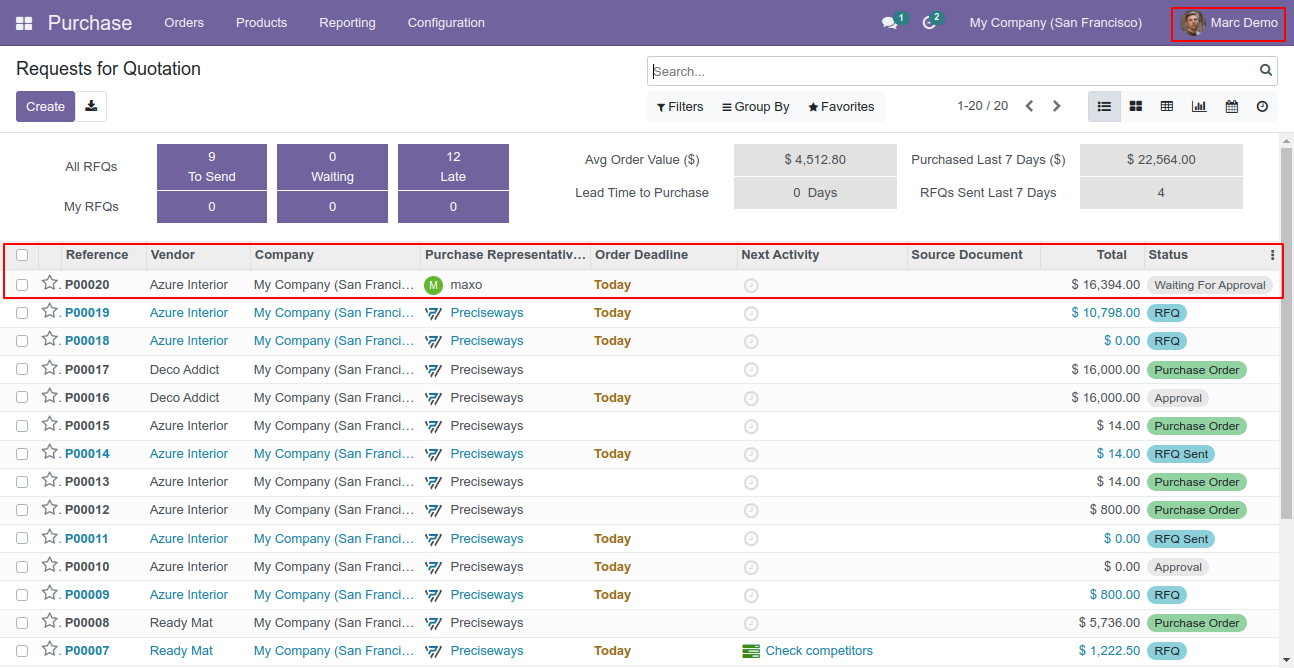 Purchase Orders Products Reporting Configuration 1 2 My Company (San Francisco) Marc Demo
Requests for Quotation
Search...
Create
Filters Group By Favorites 1-20 / 20
All RFQs 9 To Send 0 Waiting 12 Late
My RFQs 0 0 0
Avg Order Value ($) $ 4,512.80 Purchased Last 7 Days ($) $ 22,564.00
Lead Time to Purchase 0 Days RFQs Sent Last 7 Days 4
Reference Vendor Company Purchase Representativ... Order Deadline Next Activity Source Document Total Status
P00020 Azure Interior My Company (San Franci... M maxo Today $ 16,394.00 Waiting For Approval
P00019 Azure Interior My Company (San Franci... Preciseways Today $ 10,798.00 RFQ
P00018 Azure Interior My Company (San Franci... Preciseways Today $ 0.00 RFQ
P00017 Deco Addict My Company (San Franci... Preciseways $ 16,000.00 Purchase Order
P00016 Deco Addict My Company (San Franci... Preciseways Today $ 16,000.00 Approval
P00015 Azure Interior My Company (San Franci... Preciseways $ 14.00 Purchase Order
P00014 Azure Interior My Company (San Franci... Preciseways Today $ 14.00 RFQ Sent
P00013 Azure Interior My Company (San Franci... Preciseways $ 14.00 Purchase Order
P00012 Azure Interior My Company (San Franci... Preciseways $ 800.00 Purchase Order
P00011 Azure Interior My Company (San Franci... Preciseways Today $ 0.00 RFQ Sent
P00010 Azure Interior My Company (San Franci... Preciseways Today $ 0.00 Approval
P00009 Azure Interior My Company (San Franci... Preciseways Today $ 800.00 RFQ
P00008 Ready Mat My Company (San Franci... Preciseways $ 5,736.00 Purchase Order
P00007 Ready Mat My Company (San Franci... Preciseways Today Check competitors $ 1,222.50 RFQ